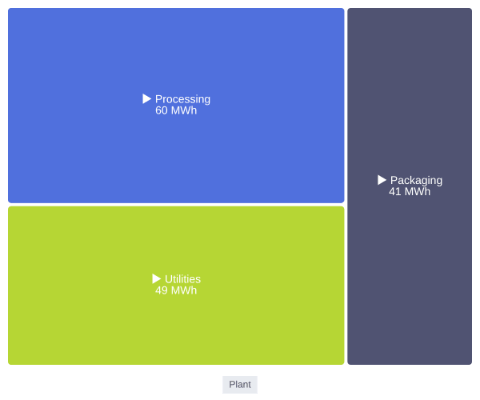 ▶ Processing
60 MWh
▶ Packaging
41 MWh
▶ Utilities
49 MWh
Plant